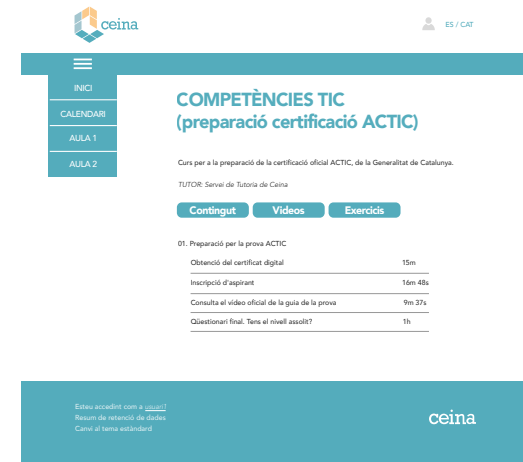 ceina
ES / CAT
INICI
CALENDARI
AULA 1
AULA 2
COMPETÈNCIES TIC
(preparació certificació ACTIC)
Curs per a la preparació de la certificació oficial ACTIC, de la Generalitat de Catalunya.
TUTOR: Servei de Tutoria de Ceina
Contingut Videos Exercicis
01. Preparació per la prova ACTIC
Obtenció del certificat digital 15m
Inscripció d'aspirant 16m 48s
Consulta el video oficial de la guia de la prova 9m 37s
Qüestionari final. Tens el nivell assolit? 1h
Esteu accedint com a usuari?
Resum de retenció de dades
Canvi al tema estàndard
ceina